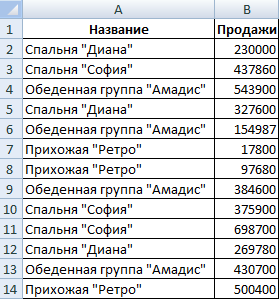 A B
1 Название Продажи
2 Спальня "Диана" 230000
3 Спальня "София" 437860
4 Обеденная группа "Амадис" 543900
5 Спальня "Диана" 327600
6 Обеденная группа "Амадис" 154987
7 Прихожая "Ретро" 17800
8 Прихожая "Ретро" 97680
9 Обеденная группа "Амадис" 384600
10 Спальня "София" 375900
11 Спальня "София" 698700
12 Спальня "Диана" 269780
13 Обеденная группа "Амадис" 430700
14 Прихожая "Ретро" 500400